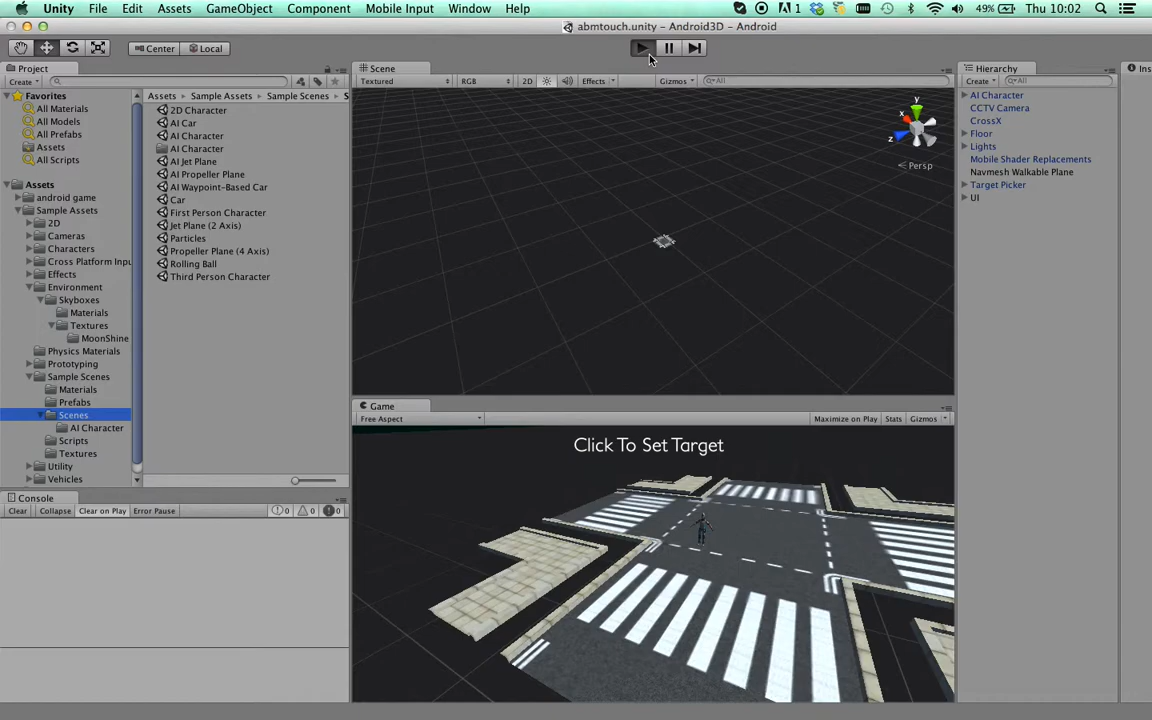 Unity File Edit Assets GameObject Component Mobile Input Window Help 1 49% Thu 10:02
abmtouch.unity - Android3D - Android
Center Local
Project
Create
Favorites
All Materials
All Models
All Prefabs
Assets
All Scripts
Assets
android game
Sample Assets
2D
Cameras
Characters
Cross Platform Inpu
Effects
Environment
Skyboxes
Materials
Textures
MoonShine
Physics Materials
Prototyping
Sample Scenes
Materials
Prefabs
Scenes
AI Character
Scripts
Textures
Utility
Vehicles
Assets Sample Assets Sample Scenes S
2D Character
AI Car
AI Character
AI Character
AI Jet Plane
AI Propeller Plane
AI Waypoint-Based Car
Car
First Person Character
Jet Plane (2 Axis)
Particles
Propeller Plane (4 Axis)
Rolling Ball
Third Person Character
Console
Clear Collapse Clear on Play Error Pause 0 0 0
Scene
Textured RGB 2D Effects Gizmos All
y
x
z
Persp
Game
Free Aspect Maximize on Play Stats Gizmos
Click To Set Target
Hierarchy
Create All
AI Character
CCTV Camera
CrossX
Floor
Lights
Mobile Shader Replacements
Navmesh Walkable Plane
Target Picker
UI
Ins